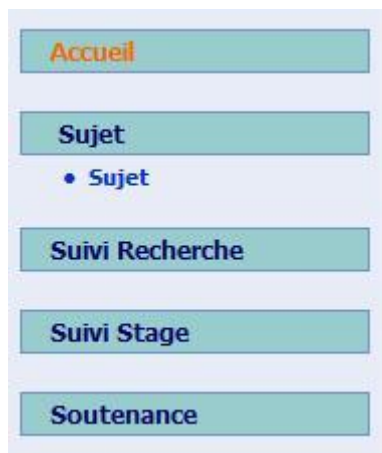 Accueil
Sujet
• Sujet
Suivi Recherche
Suivi Stage
Soutenance